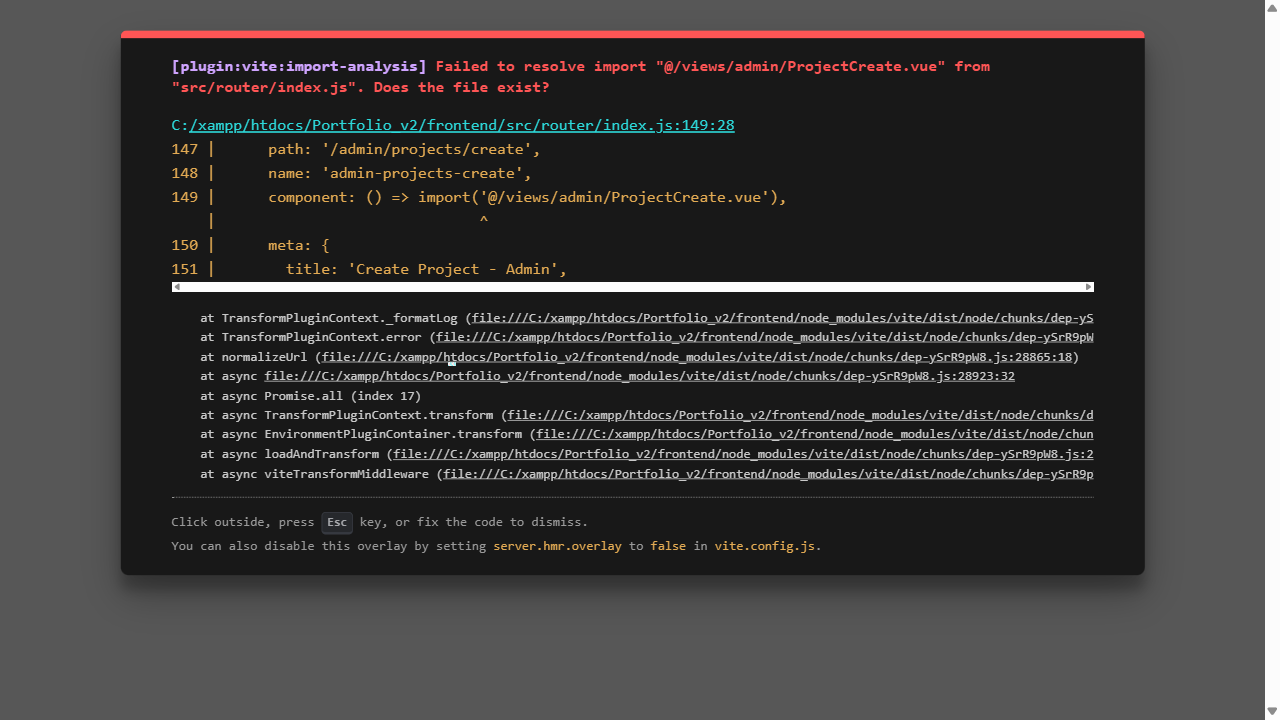 [plugin:vite:import-analysis] Failed to resolve import "@/views/admin/ProjectCreate.vue" from
"src/router/index.js". Does the file exist?
C:/xampp/htdocs/Portfolio_v2/frontend/src/router/index.js:149:28
147 |      path: '/admin/projects/create',
148 |      name: 'admin-projects-create',
149 |      component: () => import('@/views/admin/ProjectCreate.vue'),
    |                              ^
150 |      meta: {
151 |        title: 'Create Project - Admin',
at TransformPluginContext._formatLog (file:///C:/xampp/htdocs/Portfolio_v2/frontend/node_modules/vite/dist/node/chunks/dep-yS
at TransformPluginContext.error (file:///C:/xampp/htdocs/Portfolio_v2/frontend/node_modules/vite/dist/node/chunks/dep-ySrR9pW
at normalizeUrl (file:///C:/xampp/htdocs/Portfolio_v2/frontend/node_modules/vite/dist/node/chunks/dep-ySrR9pW8.js:28865:18)
at async file:///C:/xampp/htdocs/Portfolio_v2/frontend/node_modules/vite/dist/node/chunks/dep-ySrR9pW8.js:28923:32
at async Promise.all (index 17)
at async TransformPluginContext.transform (file:///C:/xampp/htdocs/Portfolio_v2/frontend/node_modules/vite/dist/node/chunks/d
at async EnvironmentPluginContainer.transform (file:///C:/xampp/htdocs/Portfolio_v2/frontend/node_modules/vite/dist/node/chun
at async loadAndTransform (file:///C:/xampp/htdocs/Portfolio_v2/frontend/node_modules/vite/dist/node/chunks/dep-ySrR9pW8.js:2
at async viteTransformMiddleware (file:///C:/xampp/htdocs/Portfolio_v2/frontend/node_modules/vite/dist/node/chunks/dep-ySrR9p
Click outside, press Esc key, or fix the code to dismiss.
You can also disable this overlay by setting server.hmr.overlay to false in vite.config.js.